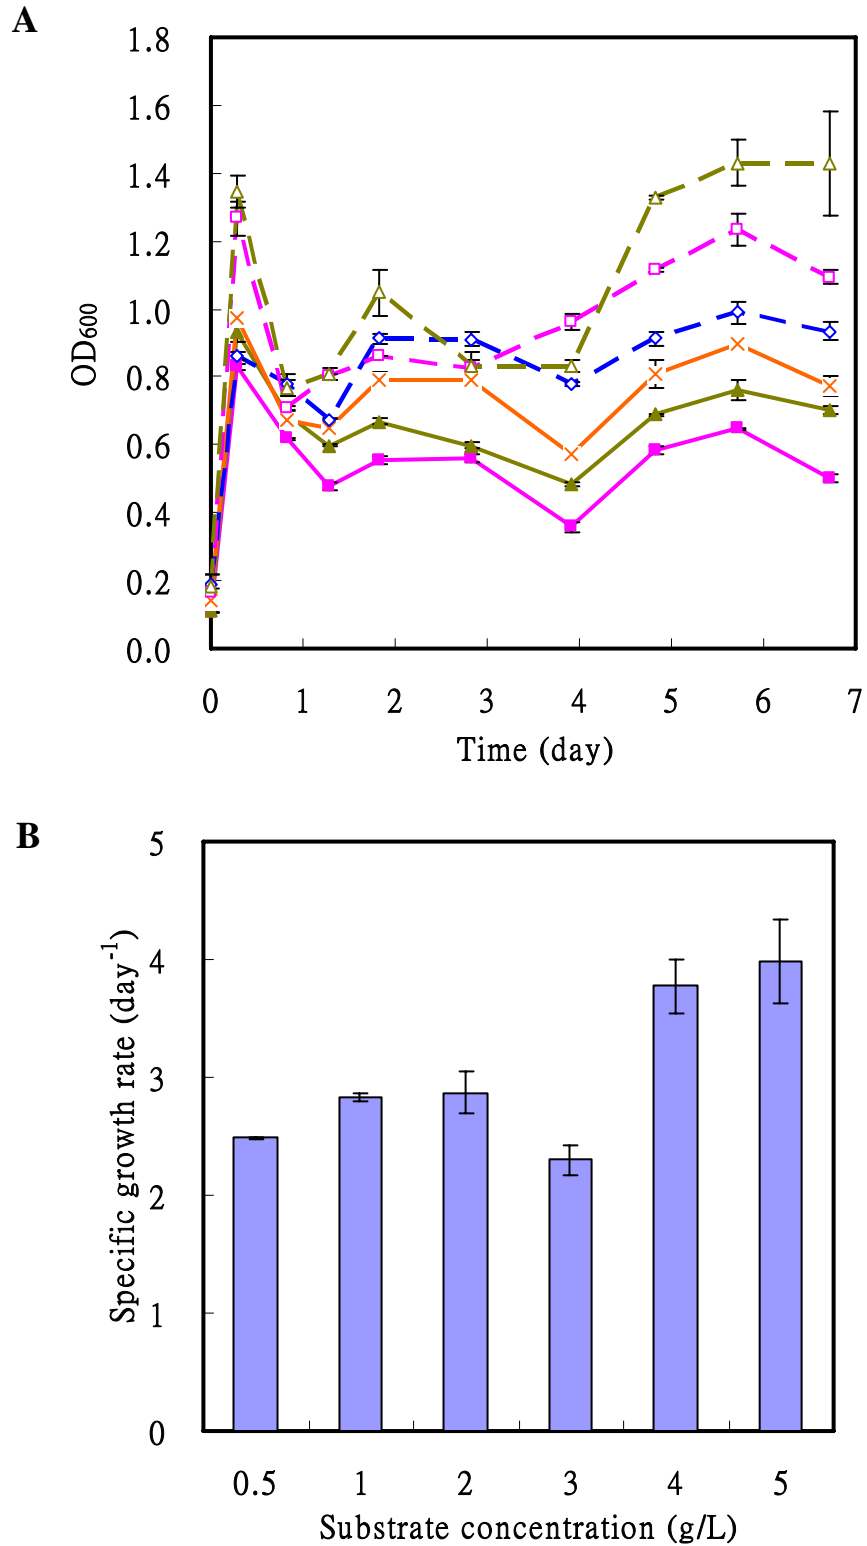 A
1.8
1.6
1.4
1.2
1.0
0.8
0.6
0.4
0.2
0.0
OD600
0 1 2 3 4 5 6 7
Time (day)
B
5
4
3
2
1
0
Specific growth rate (day-1)
0.5 1 2 3 4 5
Substrate concentration (g/L)